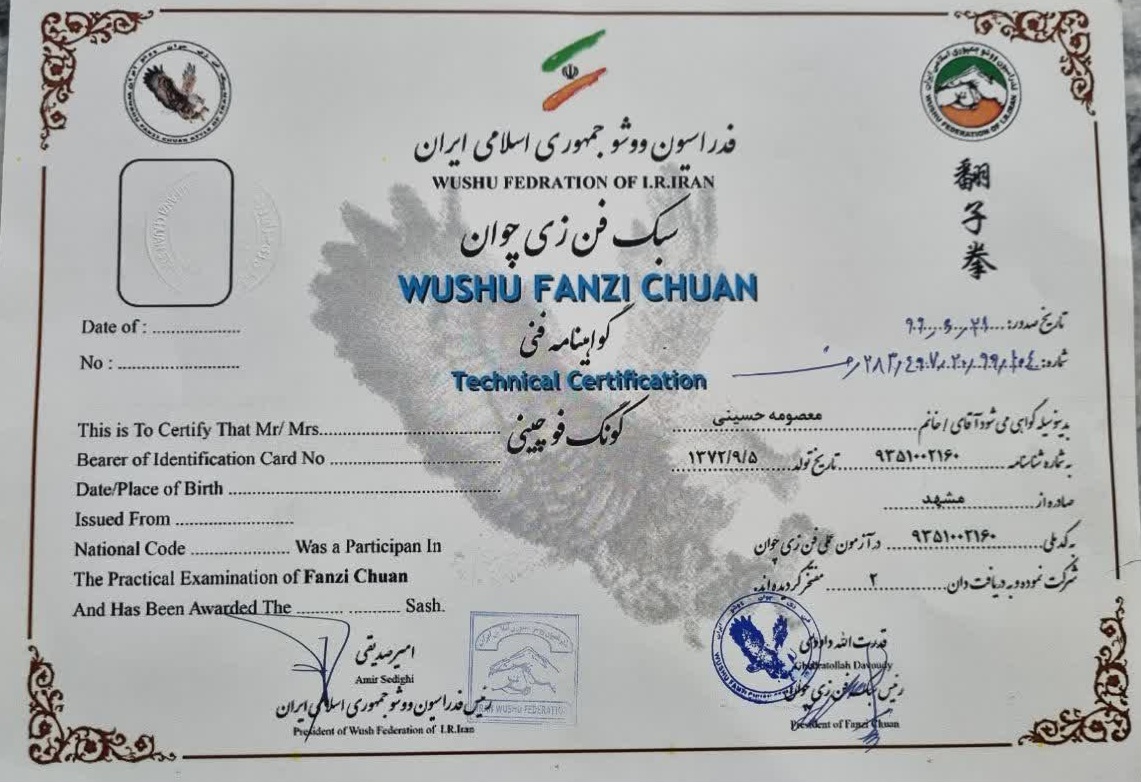 فدراسیون ووشو جمهوری اسلامی ایران
WUSHU FEDRATION OF I.R.IRAN
翻子拳
سبک فن زی چوان
WUSHU FANZI CHUAN
گواهینامه فنی
Technical Certification
گونگ فو چینی
Date of : ....................
No : ............................
This is To Certify That Mr/ Mrs.........................................
Bearer of Identification Card No .......................................
Date/Place of Birth ..............................................................
Issued From ...........................
National Code ...................... Was a Participan In
The Practical Examination of Fanzi Chuan
And Has Been Awarded The .......... ........... Sash.
تاریخ صدور:
شماره:
بدینوسیله گواهی می شود آقای / خانم معصومه حسینی
به شماره شناسنامه ۹۳۵۱۰۰۲۱۶۰ تاریخ تولد ۱۳۷۲/۹/۵
صادره از مشهد
به کد ملی ۹۳۵۱۰۰۲۱۶۰ در آزمون عملی فن زی چوان
شرکت نموده و به دریافت دان ۲ مفتخر گردیده اند.
امیر صدیقی
Amir Sedighi
رئیس فدراسیون ووشو جمهوری اسلامی ایران
President of Wush Federation of I.R.Iran
قدرت الله داودی
Ghodratollah Davoudy
رئیس سبک فن زی چوان
President of Fanzi Chuan
WUSHU FEDERATION OF I.R.IRAN